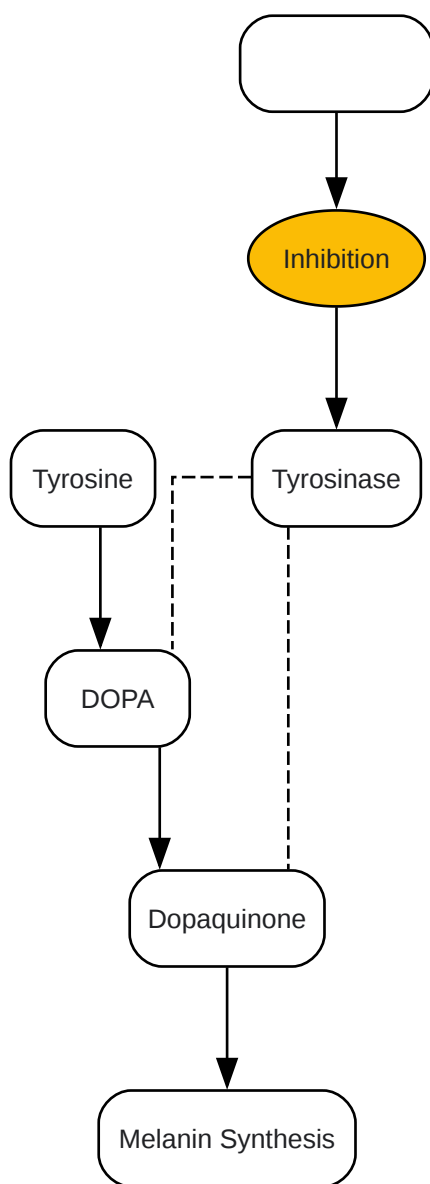 Inhibition
Tyrosine
Tyrosinase
DOPA
Dopaquinone
Melanin Synthesis